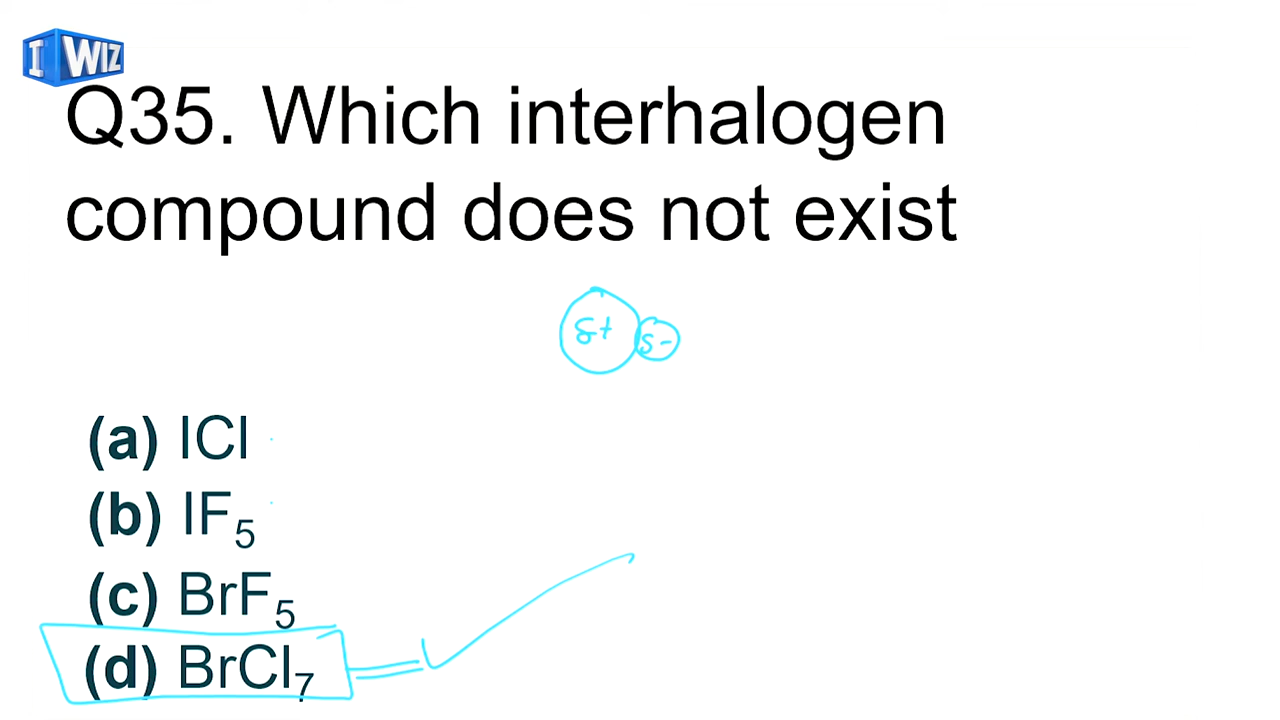 I WIZ
Q35. Which interhalogen
compound does not exist
δ+ δ-
(a) ICl
(b) IF₅
(c) BrF₅
(d) BrCl₇